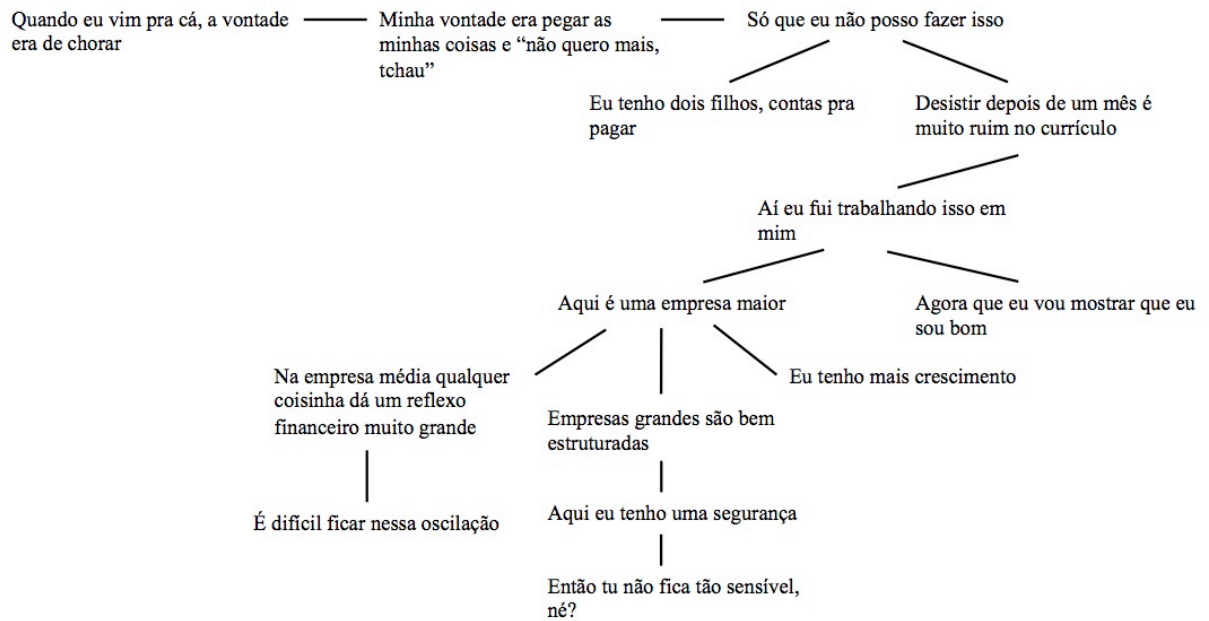 Quando eu vim pra cá, a vontade
era de chorar
Minha vontade era pegar as
minhas coisas e “não quero mais,
tchau”
Só que eu não posso fazer isso
Eu tenho dois filhos, contas pra
pagar
Desistir depois de um mês é
muito ruim no currículo
Aí eu fui trabalhando isso em
mim
Aqui é uma empresa maior
Agora que eu vou mostrar que eu
sou bom
Na empresa média qualquer
coisinha dá um reflexo
financeiro muito grande
Eu tenho mais crescimento
Empresas grandes são bem
estruturadas
É difícil ficar nessa oscilação
Aqui eu tenho uma segurança
Então tu não fica tão sensível,
né?